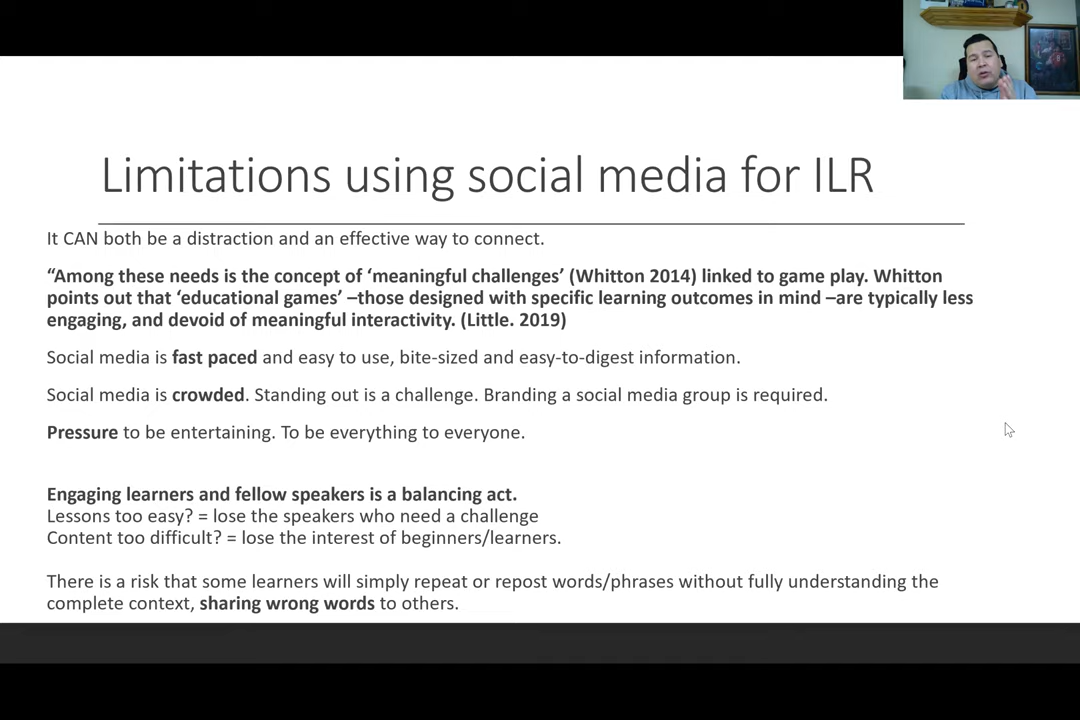 Limitations using social media for ILR
It CAN both be a distraction and an effective way to connect.
“Among these needs is the concept of ‘meaningful challenges’ (Whitton 2014) linked to game play. Whitton
points out that ‘educational games’ –those designed with specific learning outcomes in mind –are typically less
engaging, and devoid of meaningful interactivity. (Little. 2019)
Social media is fast paced and easy to use, bite-sized and easy-to-digest information.
Social media is crowded. Standing out is a challenge. Branding a social media group is required.
Pressure to be entertaining. To be everything to everyone.
Engaging learners and fellow speakers is a balancing act.
Lessons too easy? = lose the speakers who need a challenge
Content too difficult? = lose the interest of beginners/learners.
There is a risk that some learners will simply repeat or repost words/phrases without fully understanding the
complete context, sharing wrong words to others.